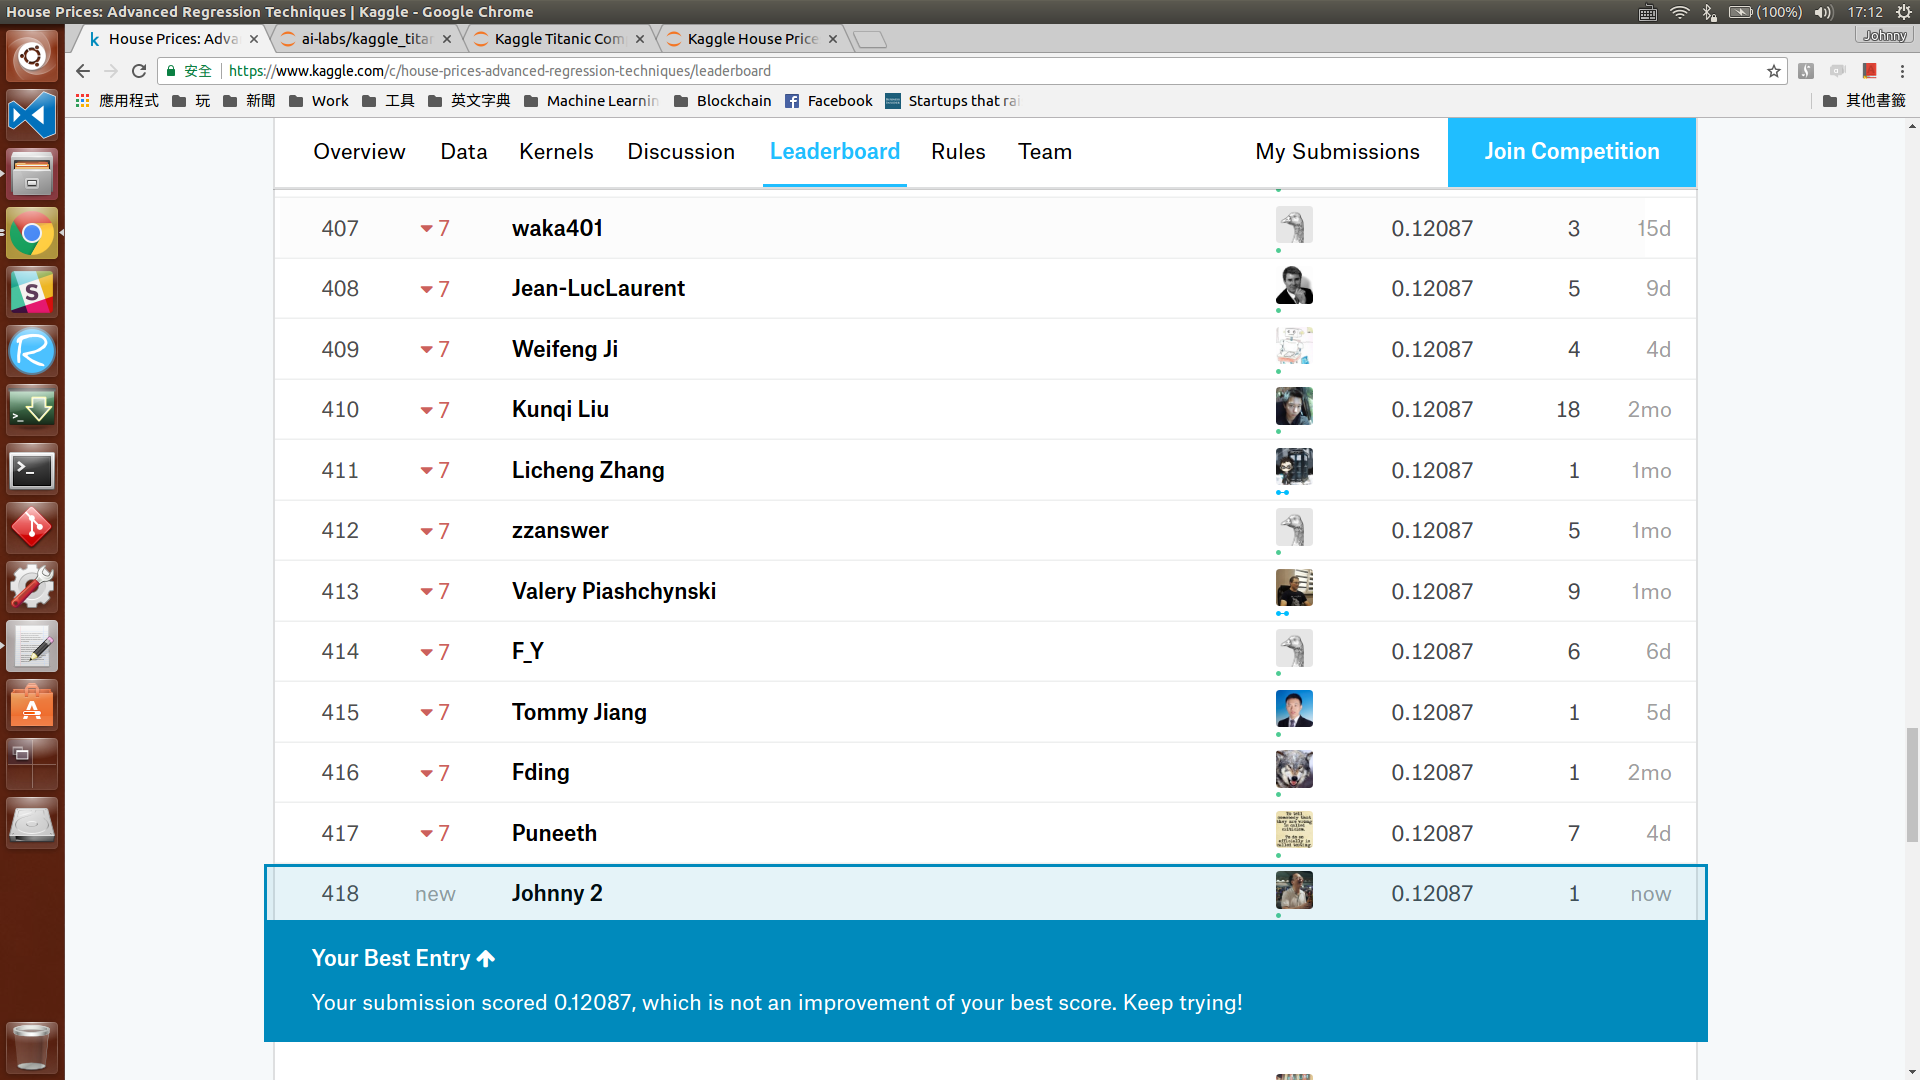 House Prices: Advanced Regression Techniques | Kaggle - Google Chrome (100%) 17:12
House Prices: Adva ai-labs/kaggle_titan Kaggle Titanic Com Kaggle House Price Johnny
安全 https://www.kaggle.com/c/house-prices-advanced-regression-techniques/leaderboard
應用程式 玩 新聞 Work 工具 英文字典 Machine Learnin Blockchain Facebook Startups that rai 其他書籤
Overview Data Kernels Discussion Leaderboard Rules Team My Submissions Join Competition
407 7 waka401 0.12087 3 15d
408 7 Jean-LucLaurent 0.12087 5 9d
409 7 Weifeng Ji 0.12087 4 4d
410 7 Kunqi Liu 0.12087 18 2mo
411 7 Licheng Zhang 0.12087 1 1mo
412 7 zzanswer 0.12087 5 1mo
413 7 Valery Piashchynski 0.12087 9 1mo
414 7 F_Y 0.12087 6 6d
415 7 Tommy Jiang 0.12087 1 5d
416 7 Fding 0.12087 1 2mo
417 7 Puneeth 0.12087 7 4d
418 new Johnny 2 0.12087 1 now
Your Best Entry
Your submission scored 0.12087, which is not an improvement of your best score. Keep trying!